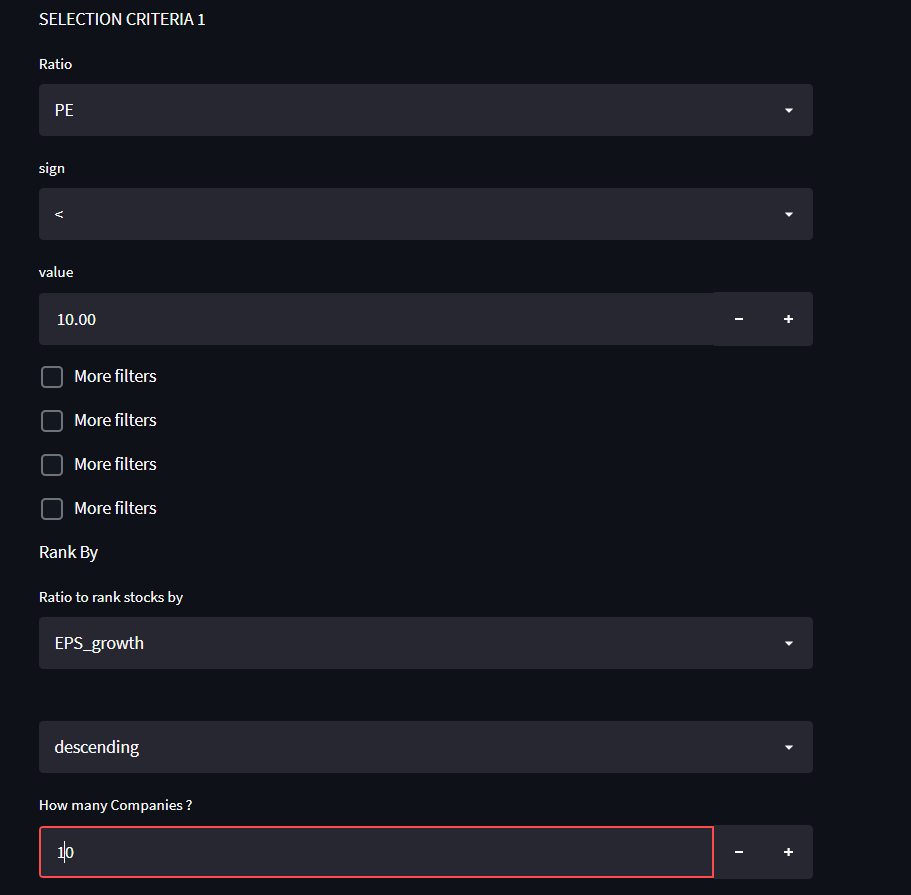 SELECTION CRITERIA 1
Ratio
PE
sign
<
value
10.00
− +
More filters
More filters
More filters
More filters
Rank By
Ratio to rank stocks by
EPS_growth
descending
How many Companies ?
10
− +